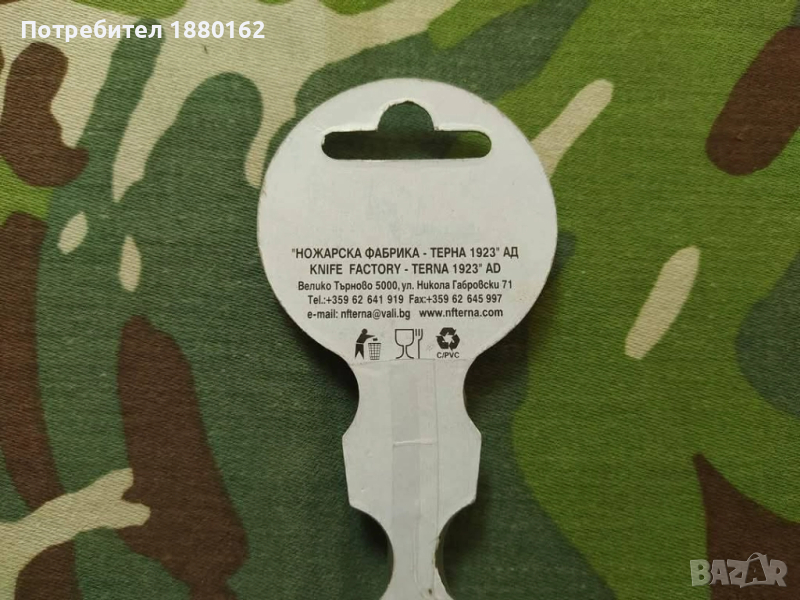 Потребител 1880162
"НОЖАРСКА ФАБРИКА - ТЕРНА 1923" АД
KNIFE FACTORY - TERNA 1923" AD
Велико Търново 5000, ул. Никола Габровски 71
Tel.:+359 62 641 919 Fax:+359 62 645 997
e-mail: nfterna@vali.bg www.nfterna.com
C/PVC
BAZAR